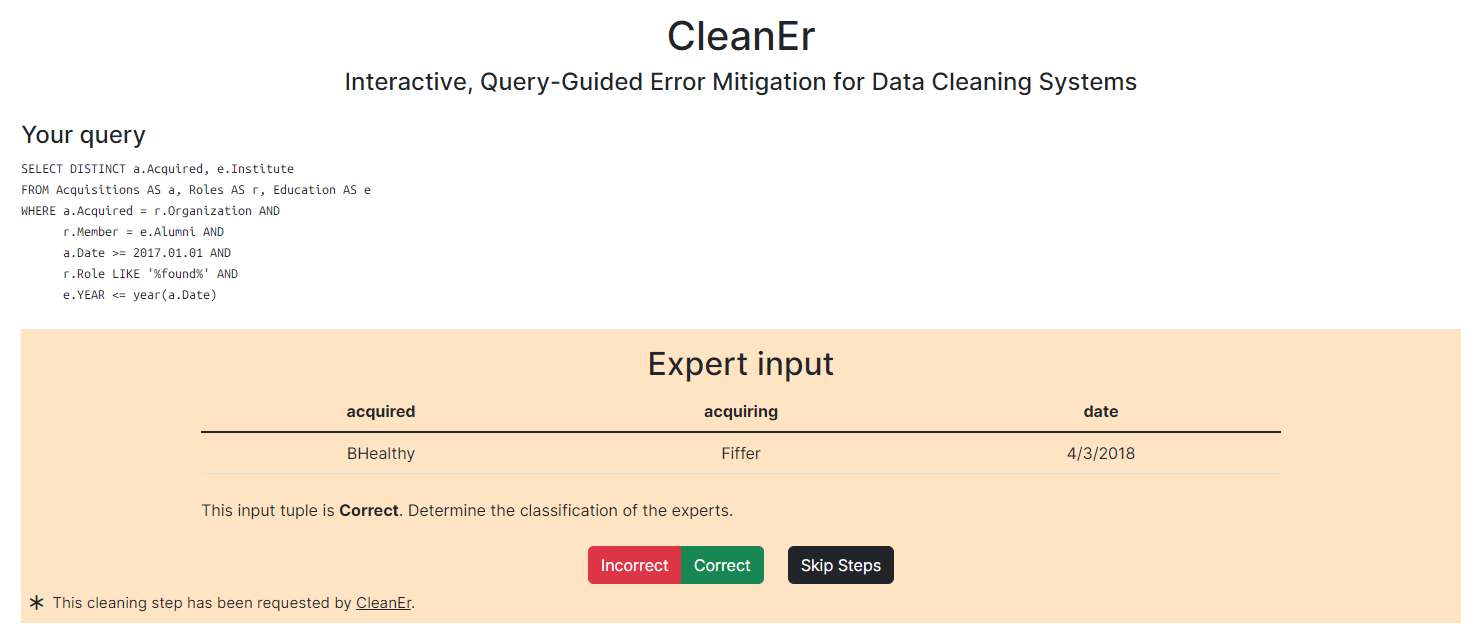 CleanEr
Interactive, Query-Guided Error Mitigation for Data Cleaning Systems
Your query
SELECT DISTINCT a.Acquired, e.Institute
FROM Acquisitions AS a, Roles AS r, Education AS e
WHERE a.Acquired = r.Organization AND
      r.Member = e.Alumni AND
      a.Date >= 2017.01.01 AND
      r.Role LIKE '%found%' AND
      e.YEAR <= year(a.Date)
Expert input
acquired acquiring date
BHealthy Fiffer 4/3/2018
This input tuple is Correct. Determine the classification of the experts.
Incorrect Correct Skip Steps
* This cleaning step has been requested by CleanEr.